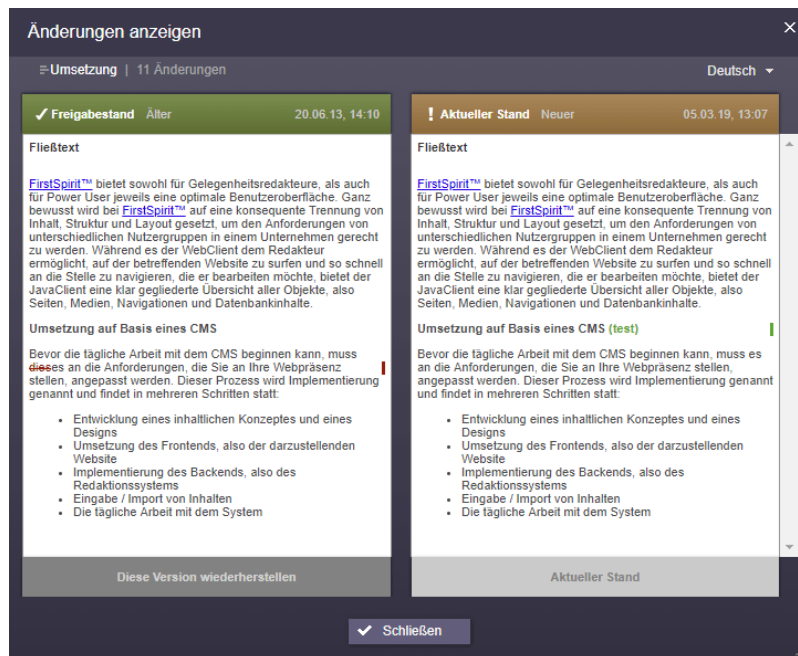 Änderungen anzeigen
Umsetzung | 11 Änderungen
Deutsch
Freigabestand Älter 20.06.13, 14:10
Fließtext
FirstSpirit™ bietet sowohl für Gelegenheitsredakteure, als auch
für Power User jeweils eine optimale Benutzeroberfläche. Ganz
bewusst wird bei FirstSpirit™ auf eine konsequente Trennung von
Inhalt, Struktur und Layout gesetzt, um den Anforderungen von
unterschiedlichen Nutzergruppen in einem Unternehmen gerecht
zu werden. Während es der WebClient dem Redakteur
ermöglicht, auf der betreffenden Website zu surfen und so schnell
an die Stelle zu navigieren, die er bearbeiten möchte, bietet der
JavaClient eine klar gegliederte Übersicht aller Objekte, also
Seiten, Medien, Navigationen und Datenbankinhalte.
Umsetzung auf Basis eines CMS
Bevor die tägliche Arbeit mit dem CMS beginnen kann, muss
dieses an die Anforderungen, die Sie an Ihre Webpräsenz
stellen, angepasst werden. Dieser Prozess wird Implementierung
genannt und findet in mehreren Schritten statt:
• Entwicklung eines inhaltlichen Konzeptes und eines
Designs
• Umsetzung des Frontends, also der darzustellenden
Website
• Implementierung des Backends, also des
Redaktionssystems
• Eingabe / Import von Inhalten
• Die tägliche Arbeit mit dem System
Diese Version wiederherstellen
Aktueller Stand Neuer 05.03.19, 13:07
Fließtext
FirstSpirit™ bietet sowohl für Gelegenheitsredakteure, als auch
für Power User jeweils eine optimale Benutzeroberfläche. Ganz
bewusst wird bei FirstSpirit™ auf eine konsequente Trennung von
Inhalt, Struktur und Layout gesetzt, um den Anforderungen von
unterschiedlichen Nutzergruppen in einem Unternehmen gerecht
zu werden. Während es der WebClient dem Redakteur
ermöglicht, auf der betreffenden Website zu surfen und so schnell
an die Stelle zu navigieren, die er bearbeiten möchte, bietet der
JavaClient eine klar gegliederte Übersicht aller Objekte, also
Seiten, Medien, Navigationen und Datenbankinhalte.
Umsetzung auf Basis eines CMS (test)
Bevor die tägliche Arbeit mit dem CMS beginnen kann, muss es
an die Anforderungen, die Sie an Ihre Webpräsenz stellen,
angepasst werden. Dieser Prozess wird Implementierung genannt
und findet in mehreren Schritten statt:
• Entwicklung eines inhaltlichen Konzeptes und eines
Designs
• Umsetzung des Frontends, also der darzustellenden
Website
• Implementierung des Backends, also des
Redaktionssystems
• Eingabe / Import von Inhalten
• Die tägliche Arbeit mit dem System
Aktueller Stand
Schließen